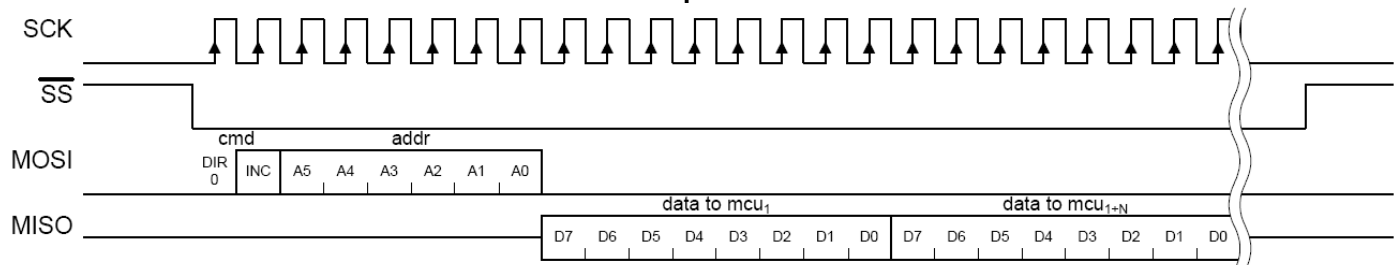 SCK
SS
cmd addr
MOSI DIR 0 INC A5 A4 A3 A2 A1 A0
data to mcu1 data to mcu1+N
MISO D7 D6 D5 D4 D3 D2 D1 D0 D7 D6 D5 D4 D3 D2 D1 D0